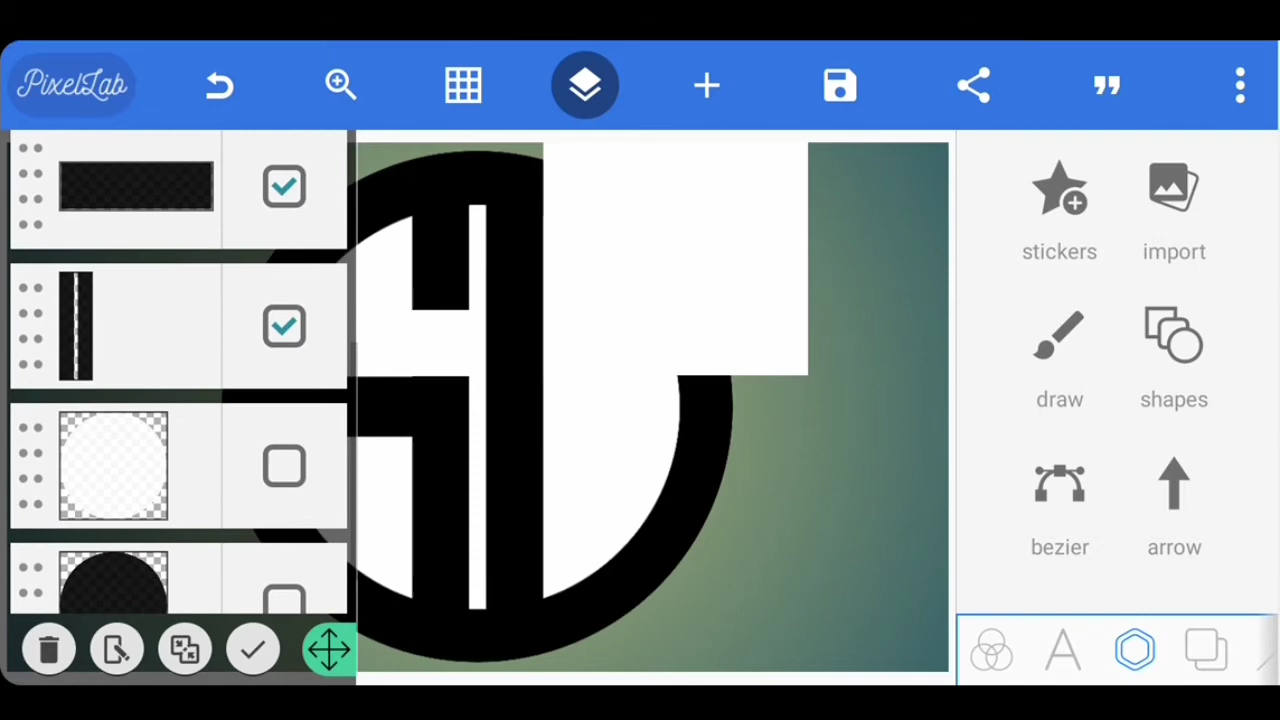 PixelLab
stickers
import
draw
shapes
bezier
arrow